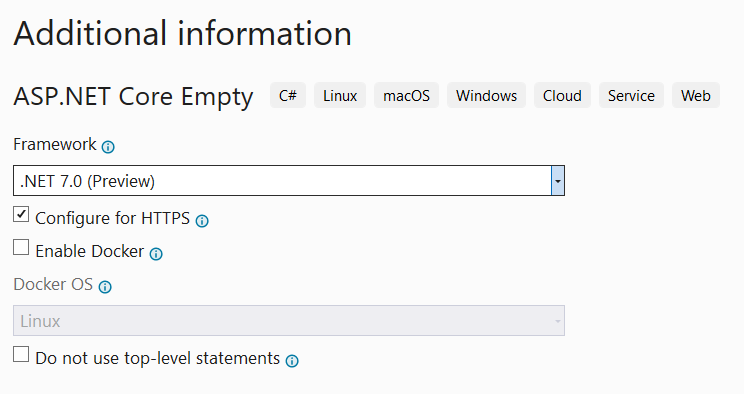 Additional information
ASP.NET Core Empty C# Linux macOS Windows Cloud Service Web
Framework
.NET 7.0 (Preview)
Configure for HTTPS
Enable Docker
Docker OS
Linux
Do not use top-level statements